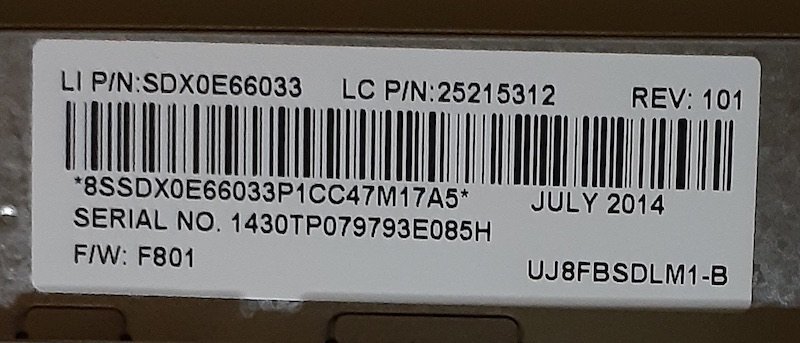 LI P/N:SDX0E66033 LC P/N:25215312 REV: 101
*8SSDX0E66033P1CC47M17A5* JULY 2014
SERIAL NO. 1430TP079793E085H
F/W: F801 UJ8FBSDLM1-B